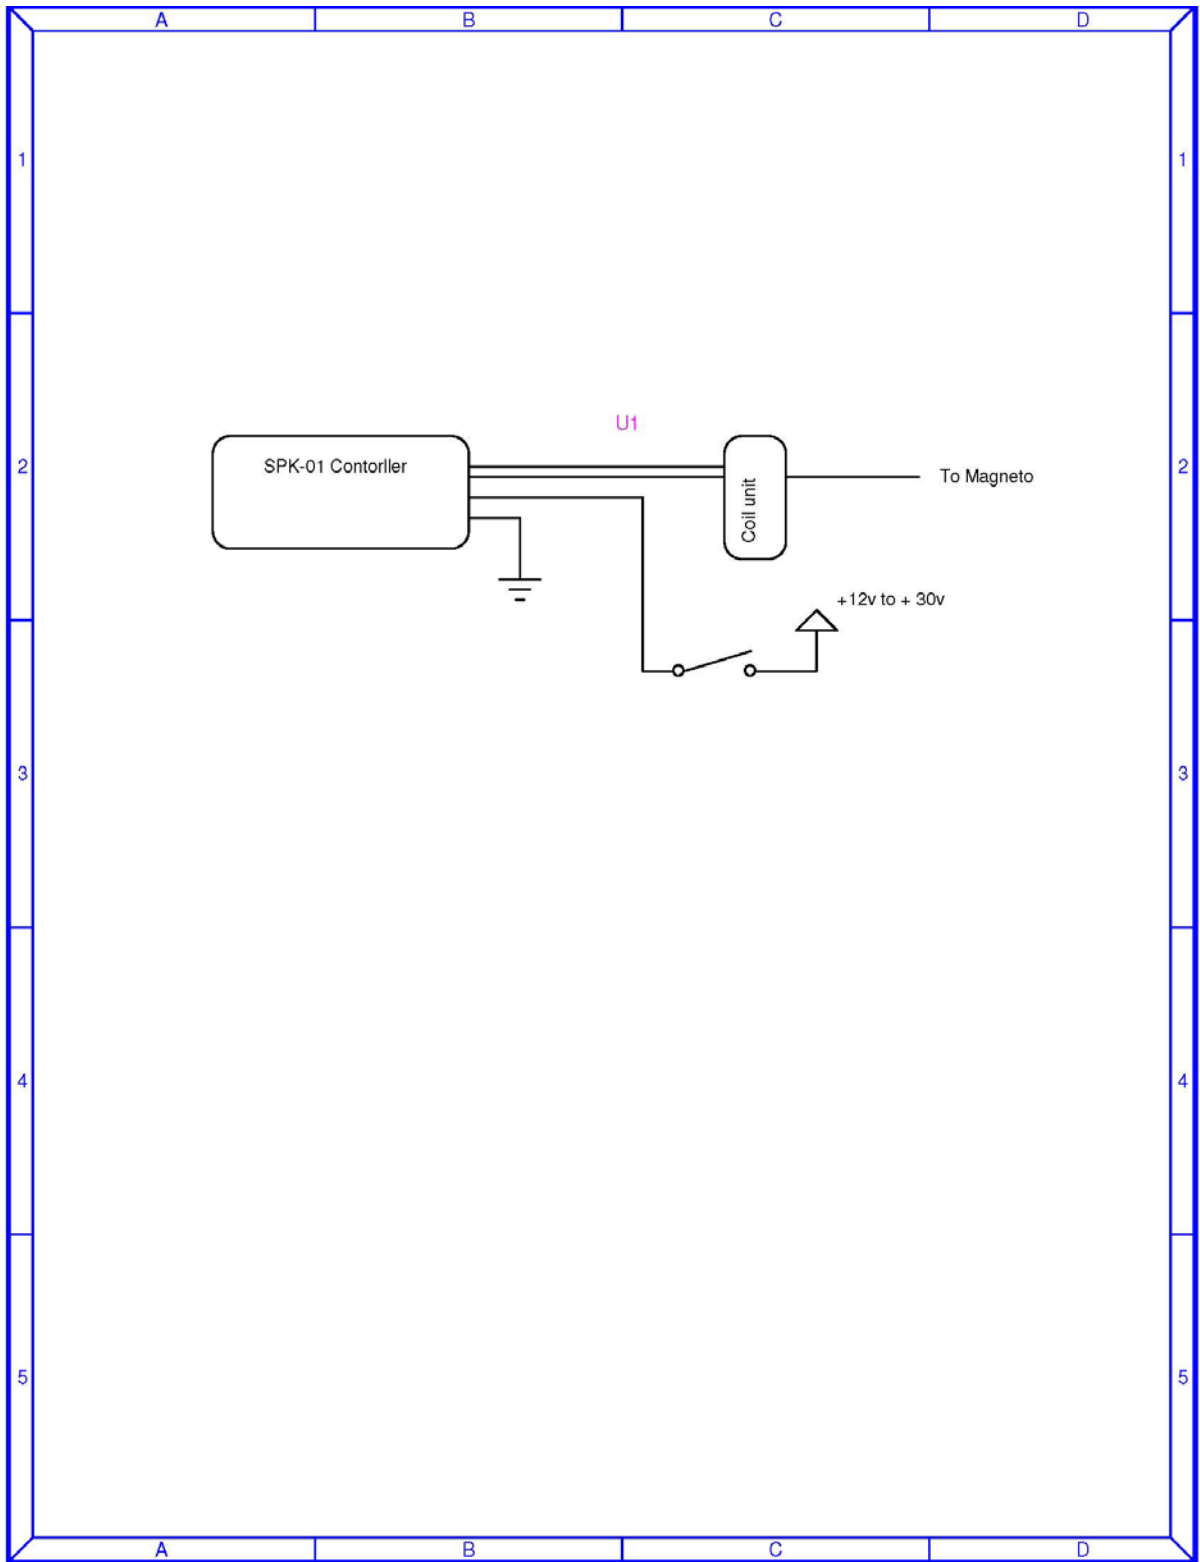 A B C D
1 1
U1
SPK-01 Contorller
2 2
To Magneto
Coil unit
+12v to + 30v
3 3
4 4
5 5
A B C D